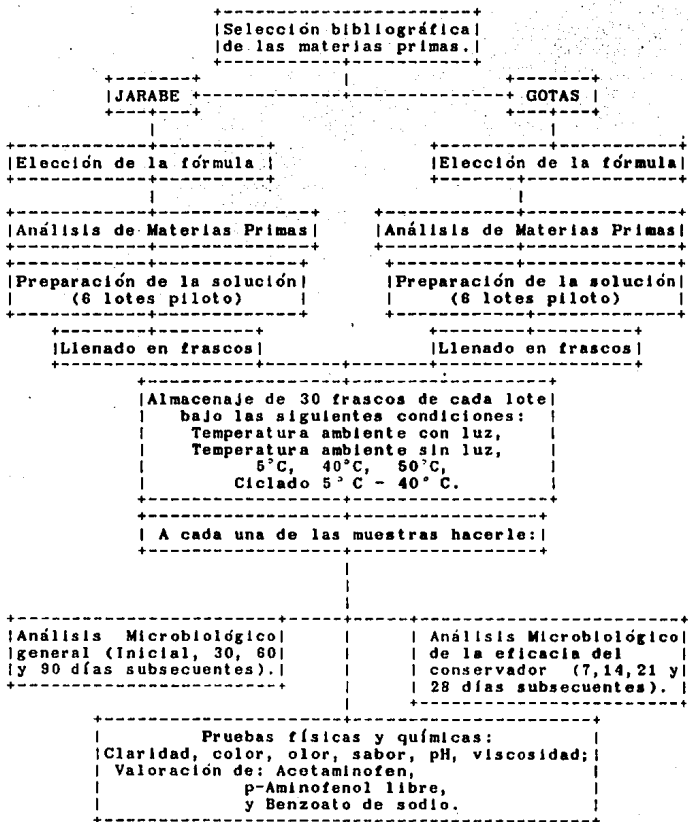 Selección bibliográfica
de las materias primas.
JARABE
GOTAS
Elección de la fórmula
Elección de la fórmula
Análisis de Materias Primas
Análisis de Materias Primas
Preparación de la solución
(6 lotes piloto)
Preparación de la solución
(6 lotes piloto)
Llenado en frascos
Llenado en frascos
Almacenaje de 30 frascos de cada lote
bajo las siguientes condiciones:
Temperatura ambiente con luz,
Temperatura ambiente sin luz,
5°C, 40°C, 50°C,
Ciclado 5° C - 40° C.
A cada una de las muestras hacerle:
Análisis Microbiológico
general (Inicial, 30, 60
y 90 días subsecuentes).
Análisis Microbiológico
de la eficacia del
conservador (7,14,21 y
28 días subsecuentes).
Pruebas físicas y químicas:
Claridad, color, olor, sabor, pH, viscosidad;
Valoración de: Acetaminofen,
p-Aminofenol libre,
y Benzoato de sodio.